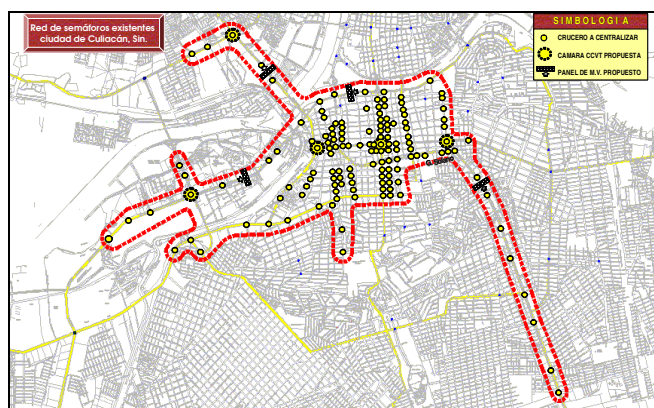 Red de semáforos existentes
ciudad de Culiacán, Sin.
SIMBOLOGIA
CRUCERO A CENTRALIZAR
CAMARA CCVT PROPUESTA
PANEL DE M.V. PROPUESTO